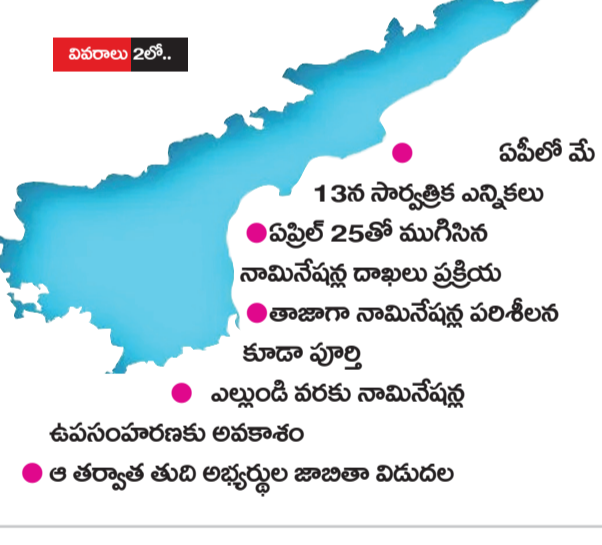 వివరాలు 2లో..
ఏపీలో మే
13న సార్వత్రిక ఎన్నికలు
ఏప్రిల్ 25తో ముగిసిన
నామినేషన్ల దాఖలు ప్రక్రియ
తాజాగా నామినేషన్ల పరిశీలన
కూడా పూర్తి
ఎల్లుండి వరకు నామినేషన్ల
ఉపసంహరణకు అవకాశం
ఆ తర్వాత తుది అభ్యర్థుల జాబితా విడుదల